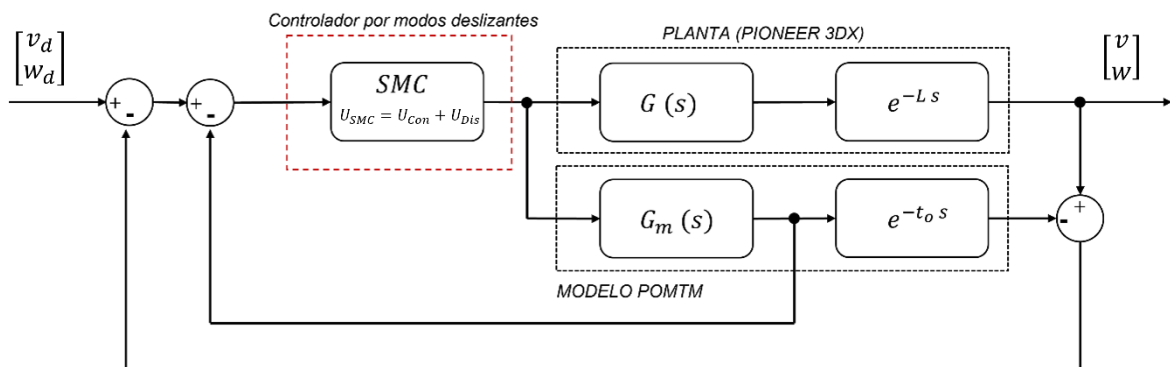 Controlador por modos deslizantes
PLANTA (PIONEER 3DX)
[v_d
w_d]
[v
w]
SMC
U_SMC = U_Con + U_Dis
G (s)
e^{-L s}
+
-
+
-
G_m (s)
e^{-t_o s}
+
-
MODELO POMTM